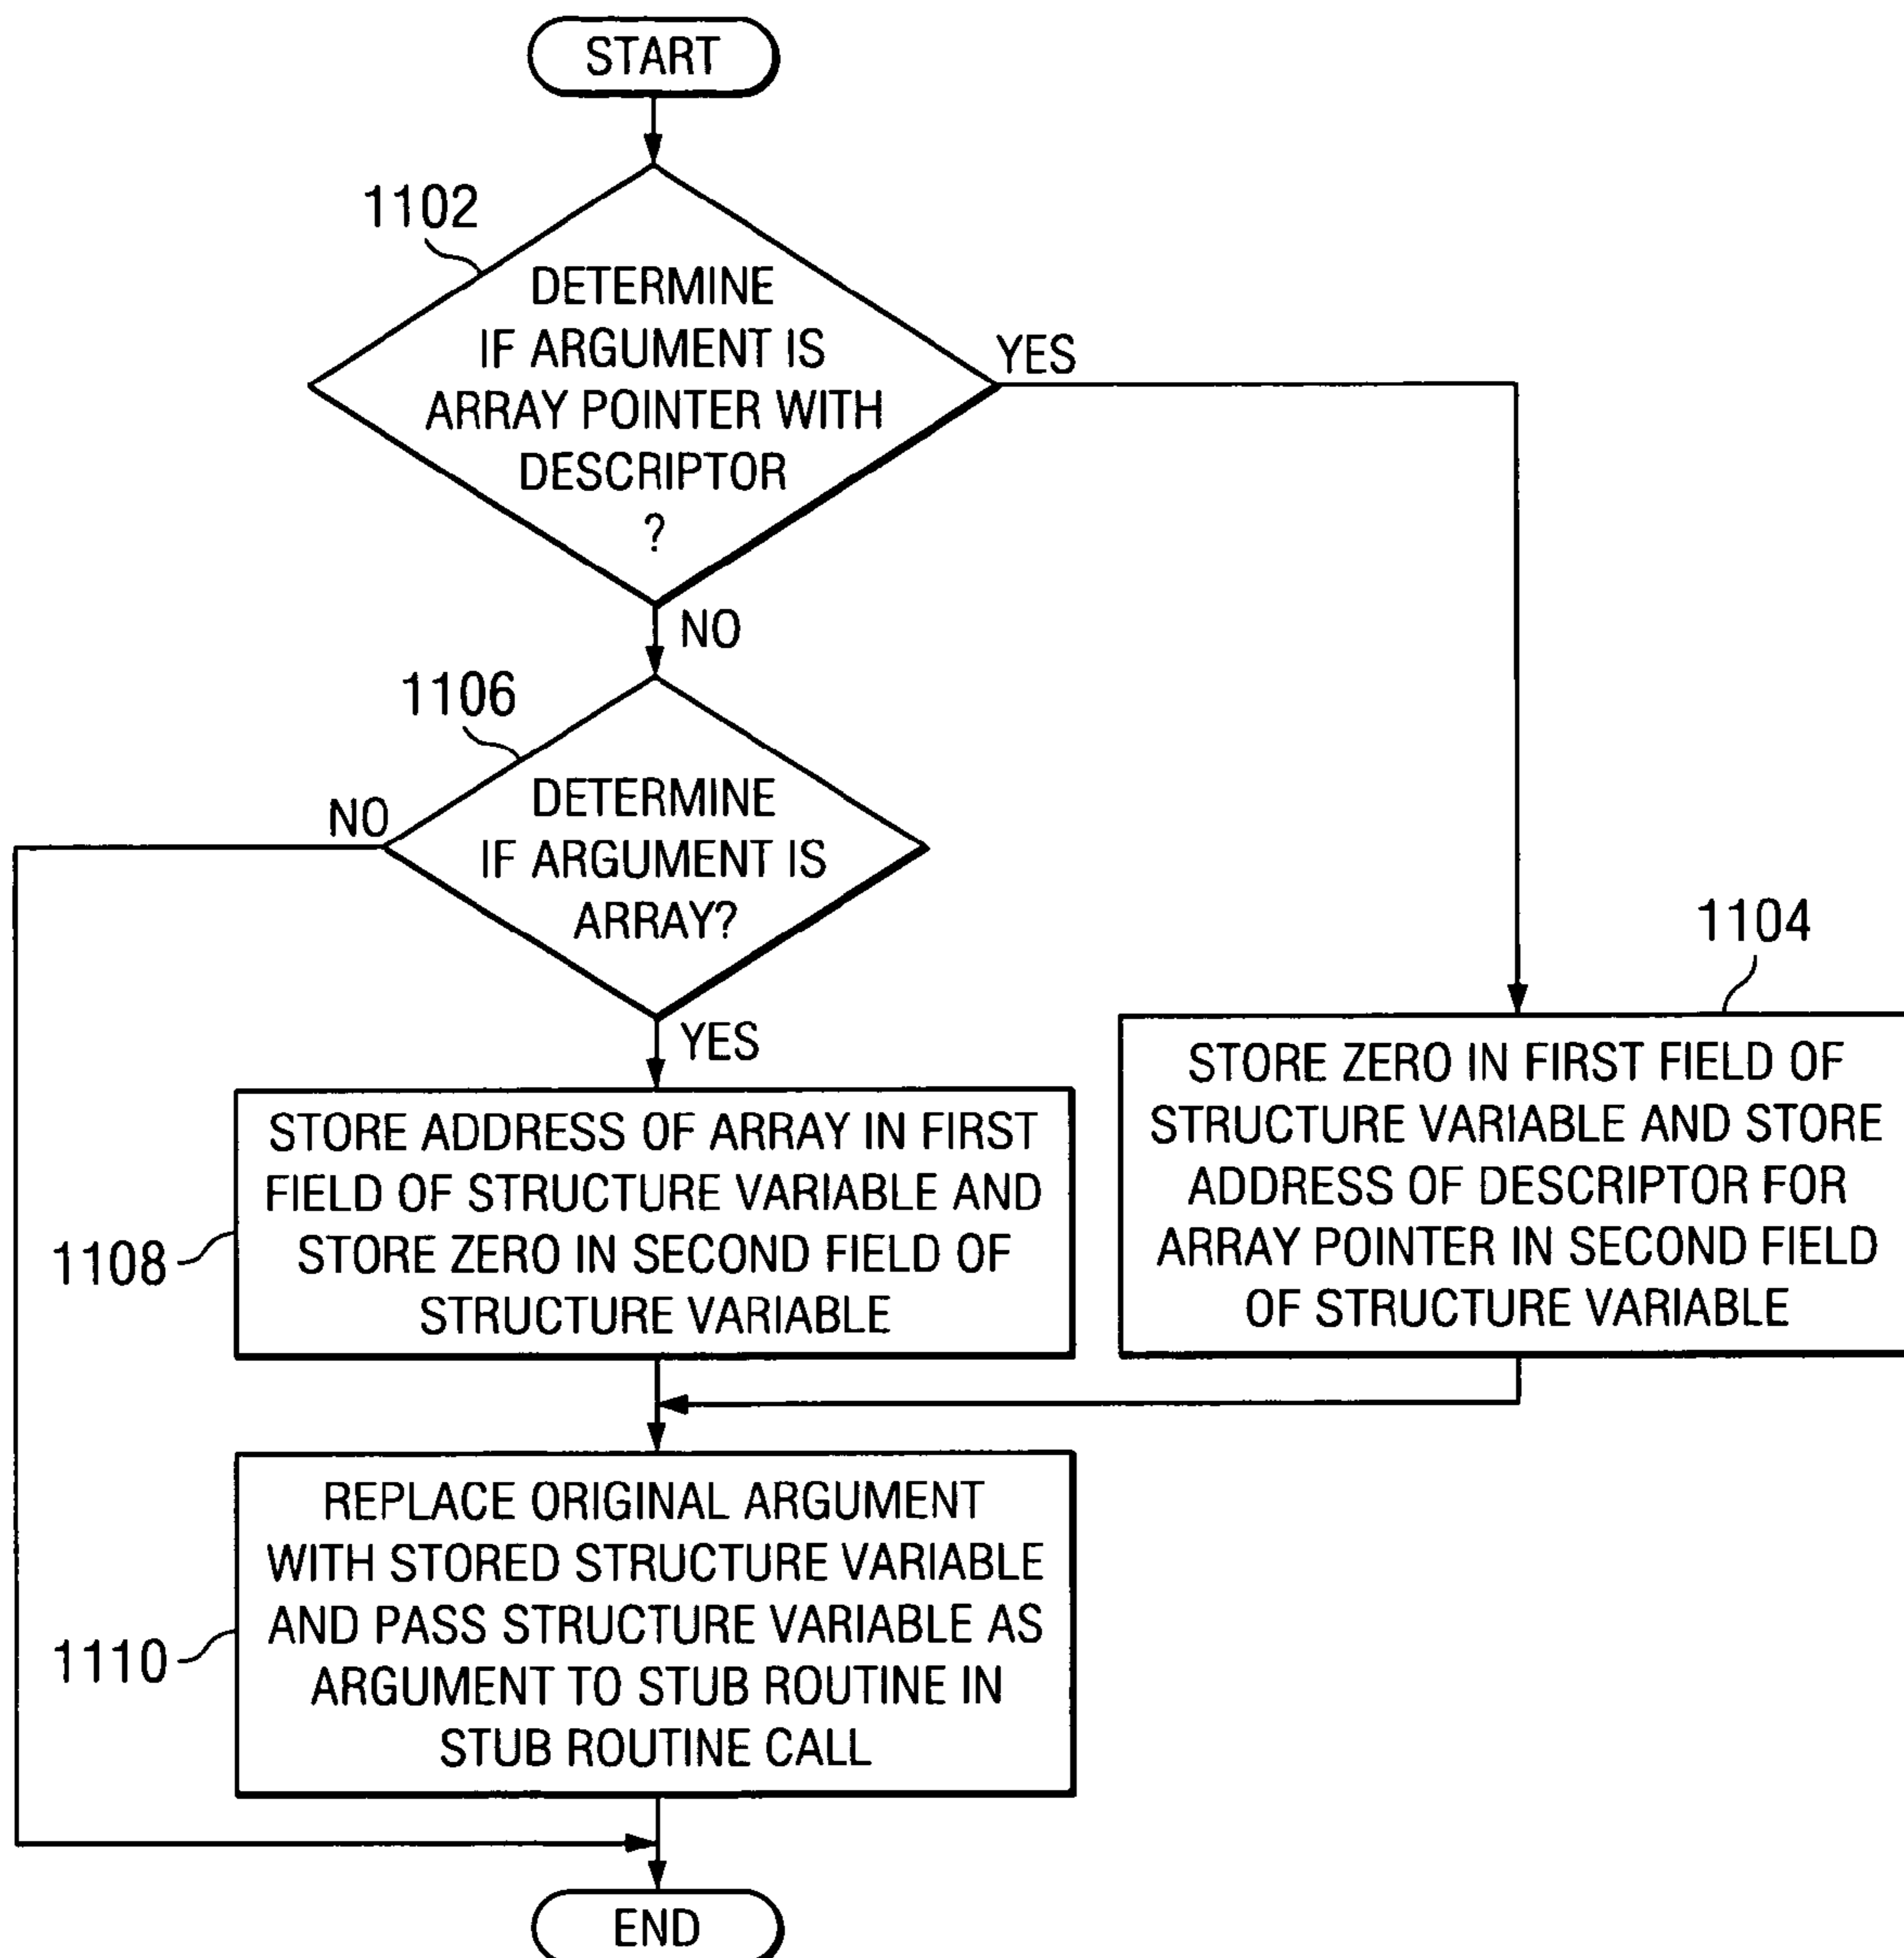 START
1102
DETERMINE
IF ARGUMENT IS
ARRAY POINTER WITH
DESCRIPTOR
?
YES
NO
1106
DETERMINE
IF ARGUMENT IS
ARRAY?
NO
YES
1104
STORE ZERO IN FIRST FIELD OF
STRUCTURE VARIABLE AND STORE
ADDRESS OF DESCRIPTOR FOR
ARRAY POINTER IN SECOND FIELD
OF STRUCTURE VARIABLE
STORE ADDRESS OF ARRAY IN FIRST
FIELD OF STRUCTURE VARIABLE AND
STORE ZERO IN SECOND FIELD OF
STRUCTURE VARIABLE
1108
REPLACE ORIGINAL ARGUMENT
WITH STORED STRUCTURE VARIABLE
AND PASS STRUCTURE VARIABLE AS
ARGUMENT TO STUB ROUTINE IN
STUB ROUTINE CALL
1110
END